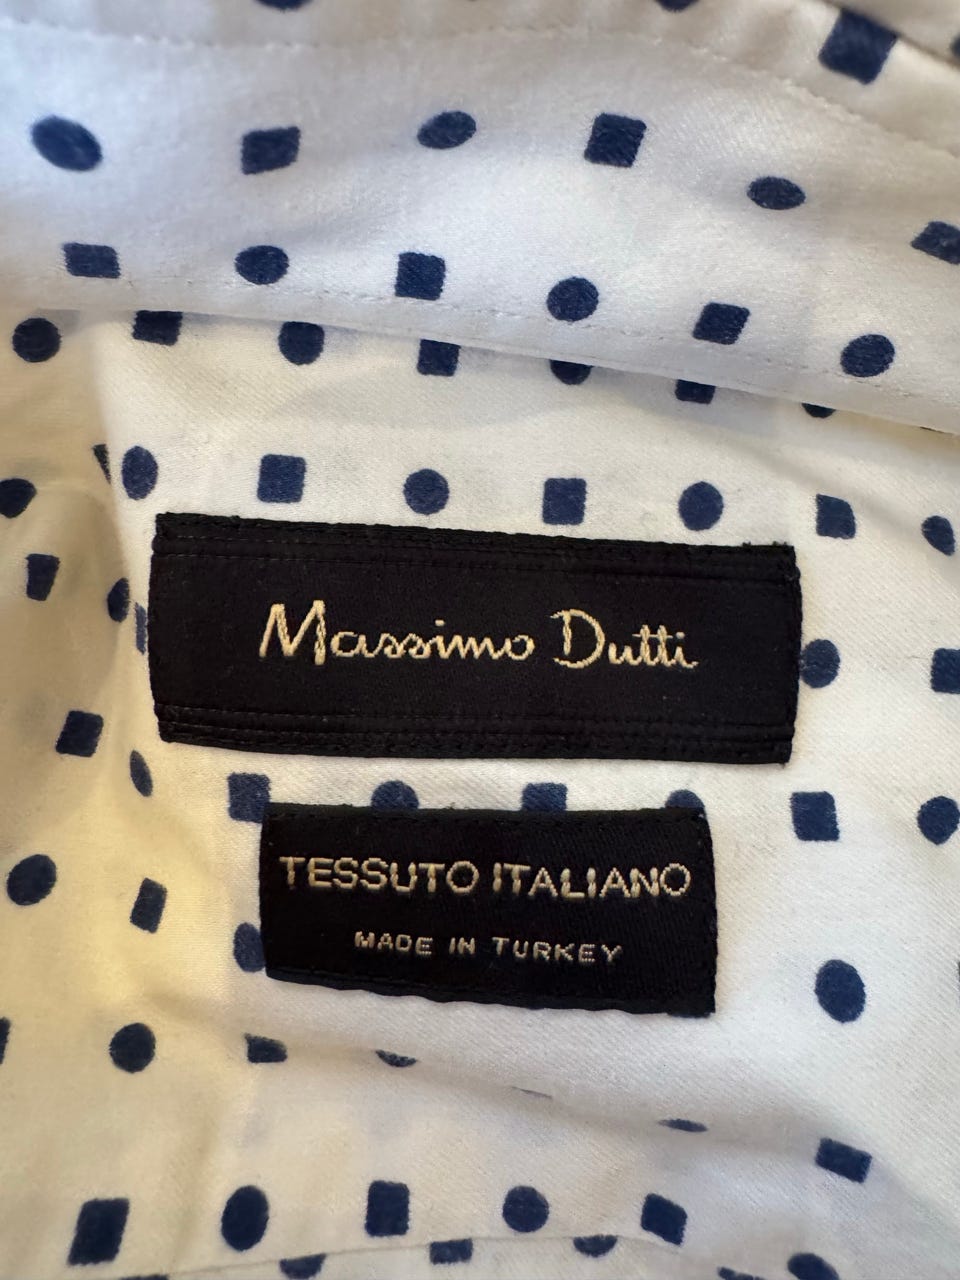 Massimo Dutti
TESSUTO ITALIANO
MADE IN TURKEY